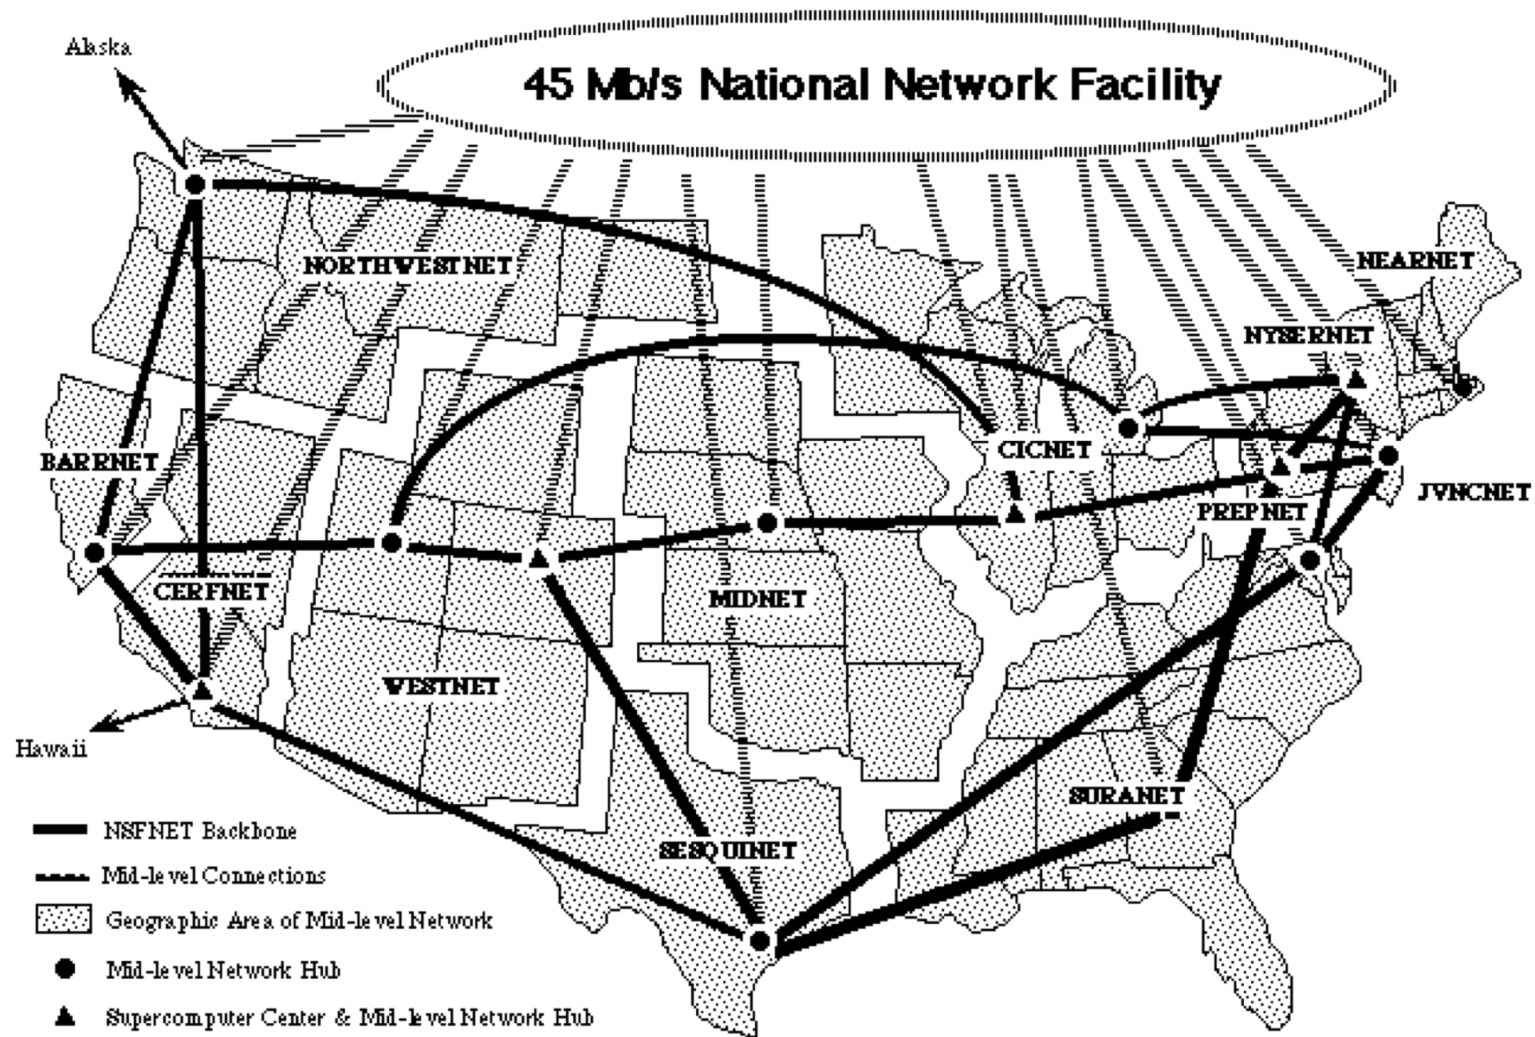 45 Mb/s National Network Facility
Alaska
NORTHWESTNET
NEARNET
NYSERNET
BARRNET
CICNET
JVNCNET
PREPNET
CERFNET
MIDNET
WESTNET
Hawaii
SURANET
SESQUINET
NSFNET Backbone
Mid-level Connections
Geographic Area of Mid-level Network
Mid-level Network Hub
Supercomputer Center & Mid-level Network Hub